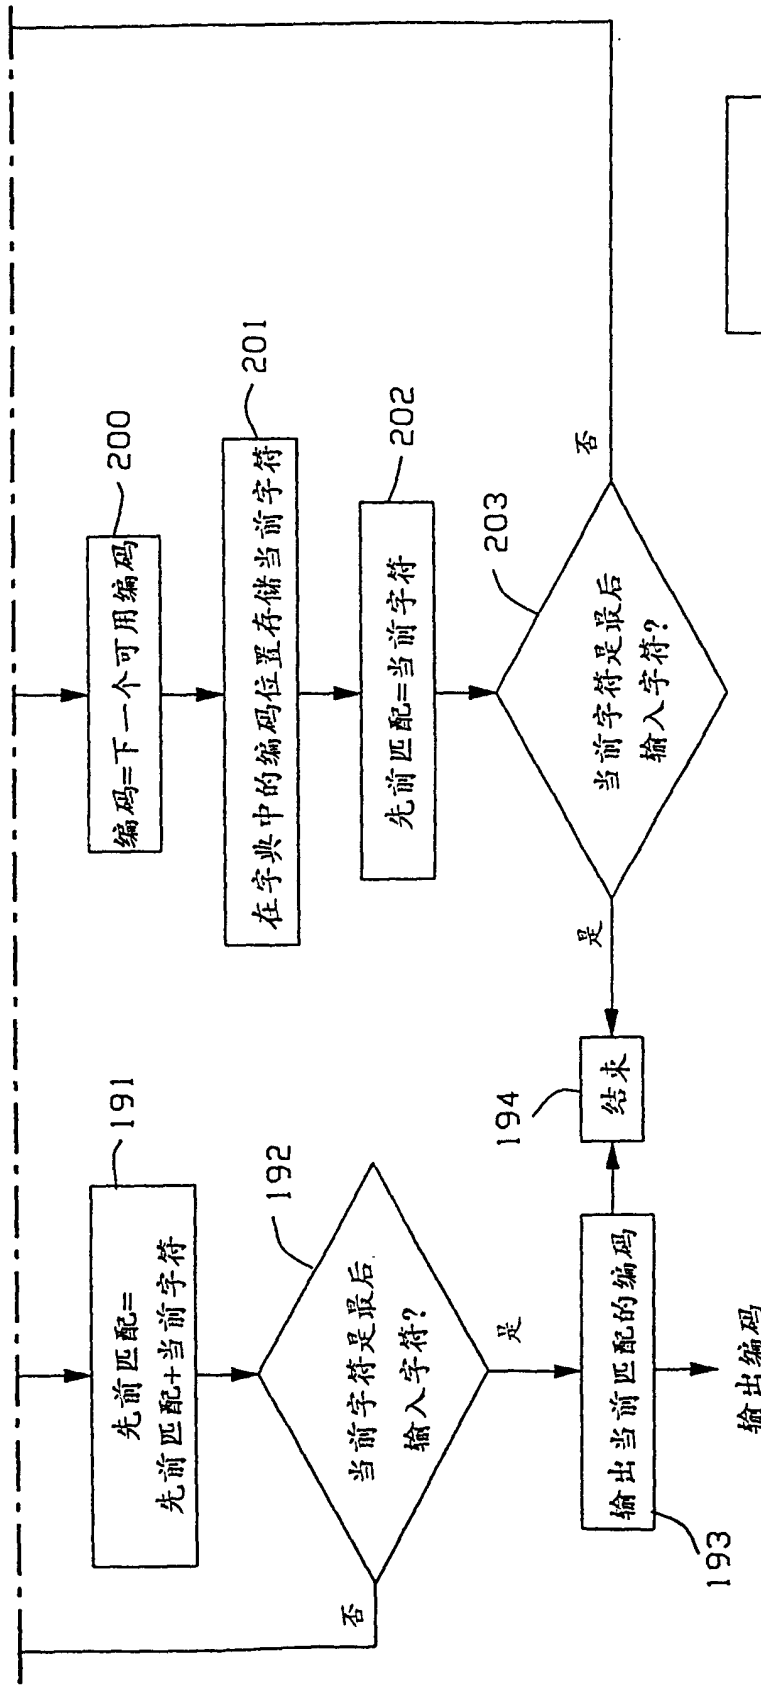 先前匹配=
先前匹配+当前字符
191
当前字符是最后
输入字符?
192
否
是
输出当前匹配的编码
193
输出编码
结束
194
编码=下一个可用编码
200
在字典中的编码位置存储当前字符
201
先前匹配=当前字符
202
当前字符是最后
输入字符?
203
是
否